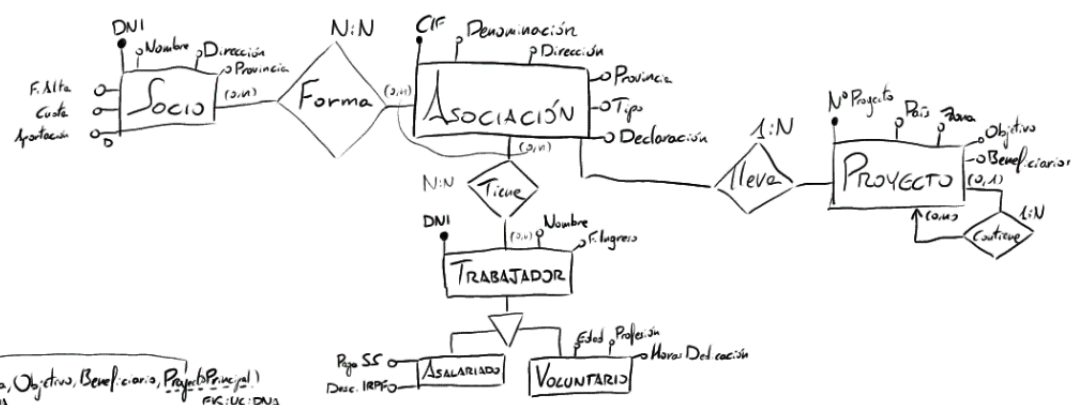 DNI
Nombre
Dirección
Provincia
F. Alta
Cuota
Aportación
SOCIO
(0,n)
N:N
Forma
(0,n)
CIF
Denominación
Dirección
Provincia
Tipo
Declaración
ASOCIACIÓN
(0,n)
N:N
Tiene
(0,n)
DNI
Nombre
F. Ingreso
TRABAJADOR
Pago SS
Desc. IRPF
ASALARIADO
Edad
Profesión
Horas Dedicación
VOLUNTARIO
1:N
lleva
Nº Proyecto
País
Zona
Objetivo
Beneficiario
PROYECTO
(0,1)
(0,n)
1:N
Contiene
a, Objetivo, Beneficiario, ProyectoPrincipal)